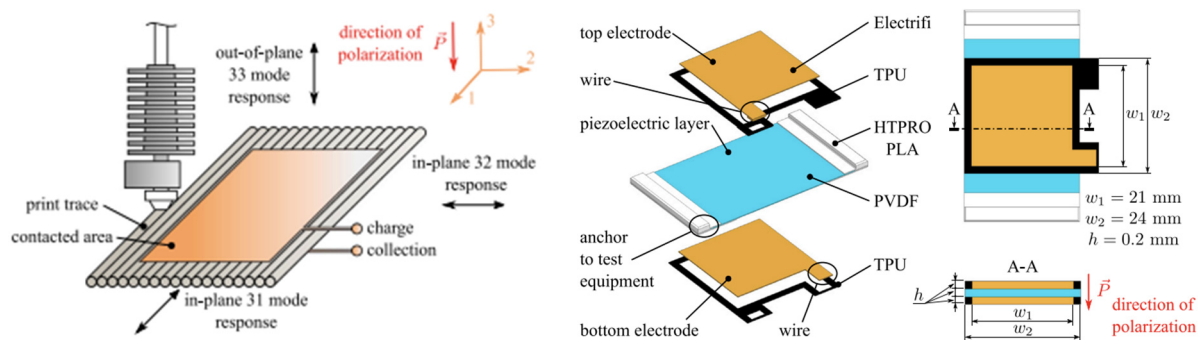 out-of-plane
33 mode
response
direction of
polarization
P⃗
3
2
1
in-plane 32 mode
response
print trace
contacted area
charge
collection
in-plane 31 mode
response
top electrode
Electrifi
wire
TPU
piezoelectric layer
HTPRO
PLA
PVDF
anchor
to test
equipment
TPU
bottom electrode
wire
A
A
w₁
w₂
w₁ = 21 mm
w₂ = 24 mm
h = 0.2 mm
A-A
h
w₁
w₂
P⃗
direction of
polarization